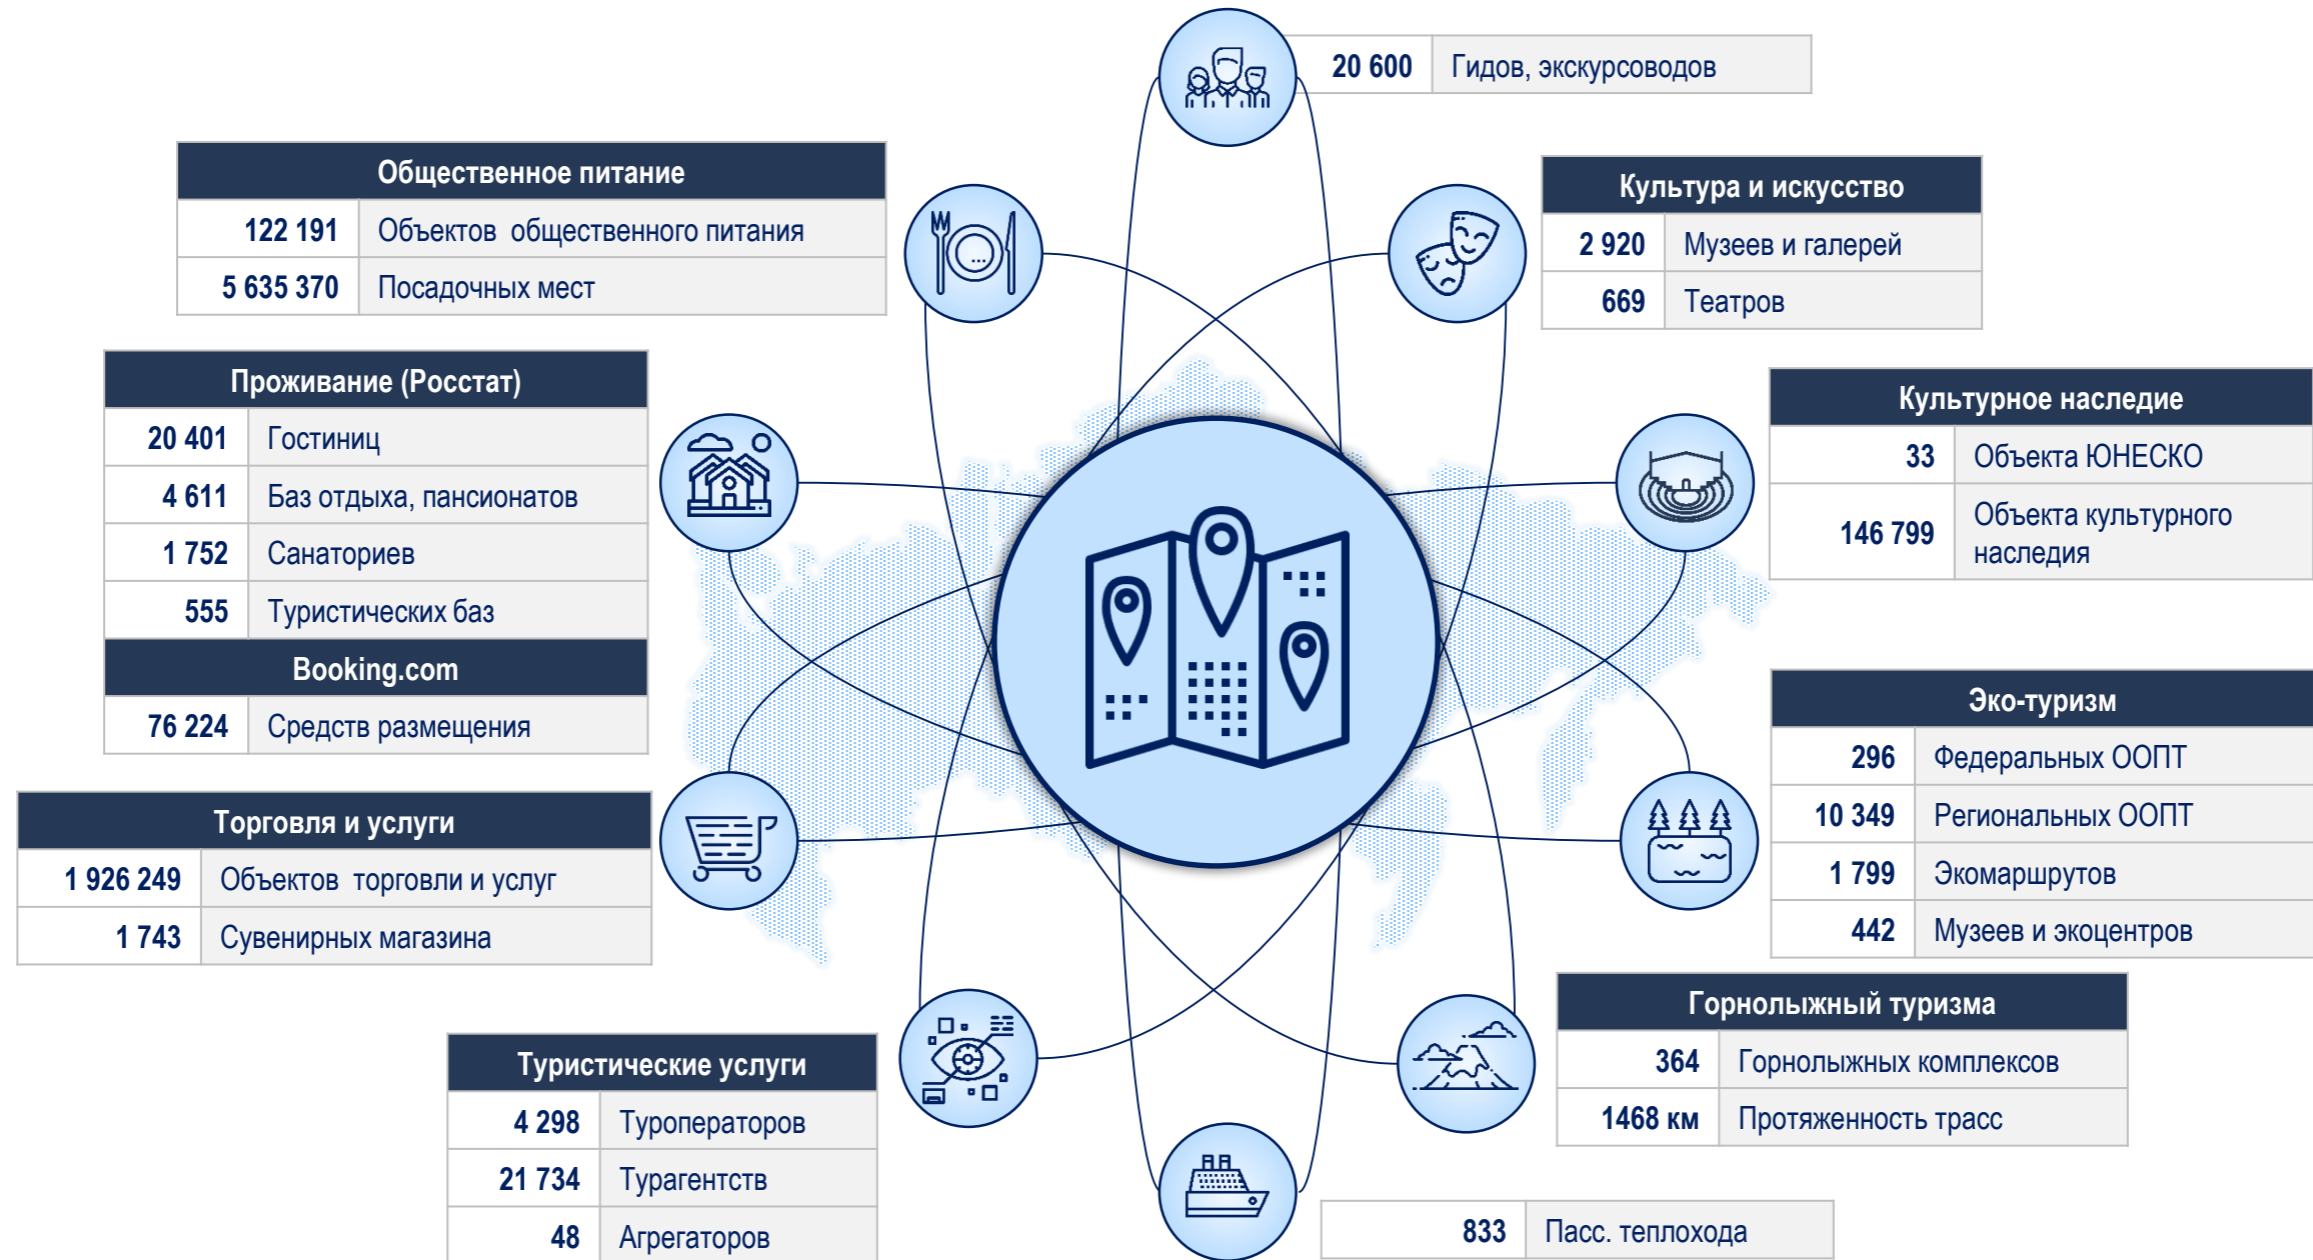 20 600 Гидов, экскурсоводов
Общественное питание
122 191 Объектов общественного питания
5 635 370 Посадочных мест
Культура и искусство
2 920 Музеев и галерей
669 Театров
Проживание (Росстат)
20 401 Гостиниц
4 611 Баз отдыха, пансионатов
1 752 Санаториев
555 Туристических баз
Booking.com
76 224 Средств размещения
Культурное наследие
33 Объекта ЮНЕСКО
146 799 Объекта культурного
наследия
Эко-туризм
296 Федеральных ООПТ
10 349 Региональных ООПТ
1 799 Экомаршрутов
442 Музеев и экоцентров
Торговля и услуги
1 926 249 Объектов торговли и услуг
1 743 Сувенирных магазина
Горнолыжный туризма
364 Горнолыжных комплексов
1468 км Протяженность трасс
Туристические услуги
4 298 Туроператоров
21 734 Турагентств
48 Агрегаторов
833 Пасс. теплохода